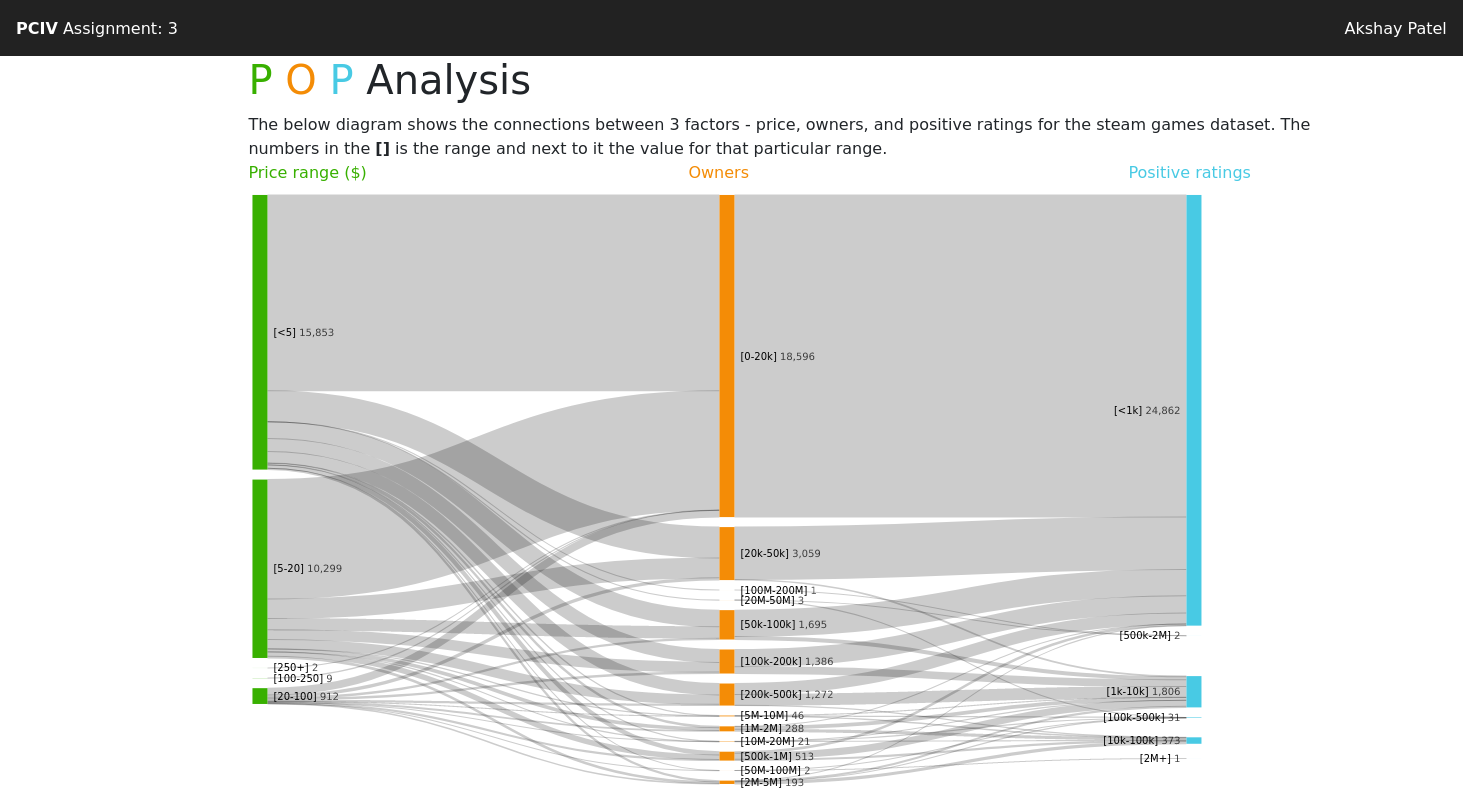 PCIV Assignment: 3
Akshay Patel
P O P Analysis
The below diagram shows the connections between 3 factors - price, owners, and positive ratings for the steam games dataset. The
numbers in the [] is the range and next to it the value for that particular range.
Price range ($)
Owners
Positive ratings
[<5] 15,853
[5-20] 10,299
[250+] 2
[100-250] 9
[20-100] 912
[0-20k] 18,596
[20k-50k] 3,059
[100M-200M] 1
[20M-50M] 3
[50k-100k] 1,695
[100k-200k] 1,386
[200k-500k] 1,272
[5M-10M] 46
[1M-2M] 288
[10M-20M] 21
[500k-1M] 513
[50M-100M] 2
[2M-5M] 193
[<1k] 24,862
[500k-2M] 2
[1k-10k] 1,806
[100k-500k] 31
[10k-100k] 373
[2M+] 1